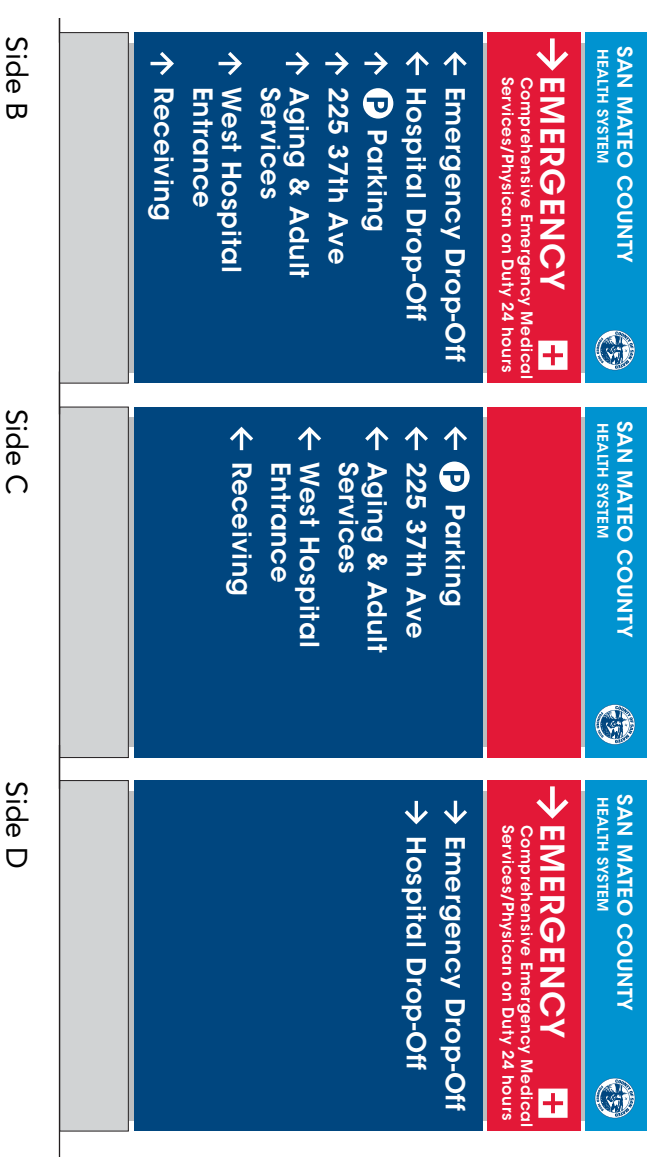 SAN MATEO COUNTY
HEALTH SYSTEM
EMERGENCY
Comprehensive Emergency Medical
Services/Physican on Duty 24 hours
Emergency Drop-Off
Hospital Drop-Off
P Parking
225 37th Ave
Aging & Adult
Services
West Hospital
Entrance
Receiving
Side B
SAN MATEO COUNTY
HEALTH SYSTEM
P Parking
225 37th Ave
Aging & Adult
Services
West Hospital
Entrance
Receiving
Side C
SAN MATEO COUNTY
HEALTH SYSTEM
EMERGENCY
Comprehensive Emergency Medical
Services/Physican on Duty 24 hours
Emergency Drop-Off
Hospital Drop-Off
Side D